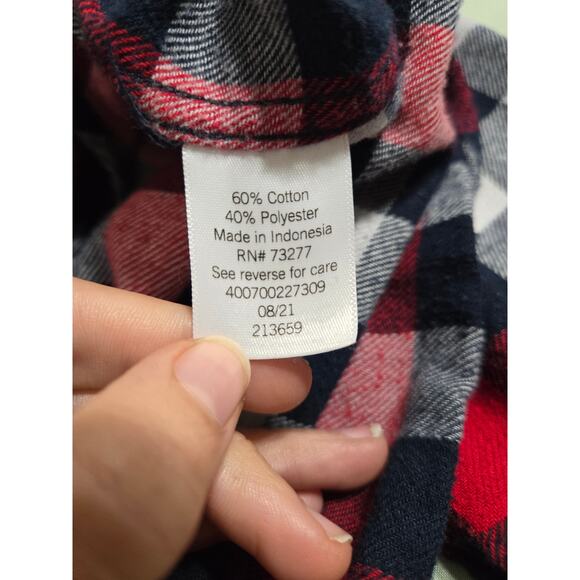 60% Cotton
40% Polyester
Made in Indonesia
RN# 73277
See reverse for care
400700227309
08/21
213659